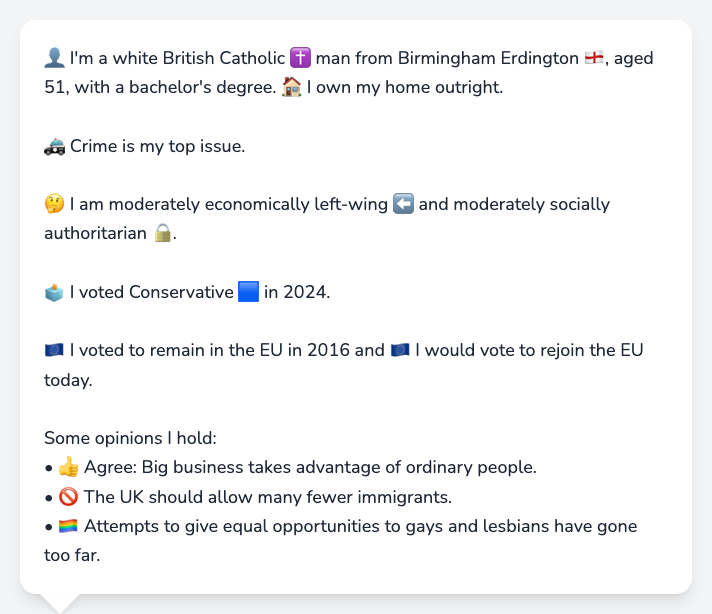 👤 I'm a white British Catholic ✝️ man from Birmingham Erdington 🏴󠁧󠁢󠁥󠁮󠁧󠁿, aged
51, with a bachelor's degree. 🏠 I own my home outright.
🚓 Crime is my top issue.
🤔 I am moderately economically left-wing ⬅️ and moderately socially
authoritarian 🔒.
🗳️ I voted Conservative 🟦 in 2024.
🇪🇺 I voted to remain in the EU in 2016 and 🇪🇺 I would vote to rejoin the EU
today.
Some opinions I hold:
• 👍 Agree: Big business takes advantage of ordinary people.
• 🚫 The UK should allow many fewer immigrants.
• 🏳️‍🌈 Attempts to give equal opportunities to gays and lesbians have gone
too far.